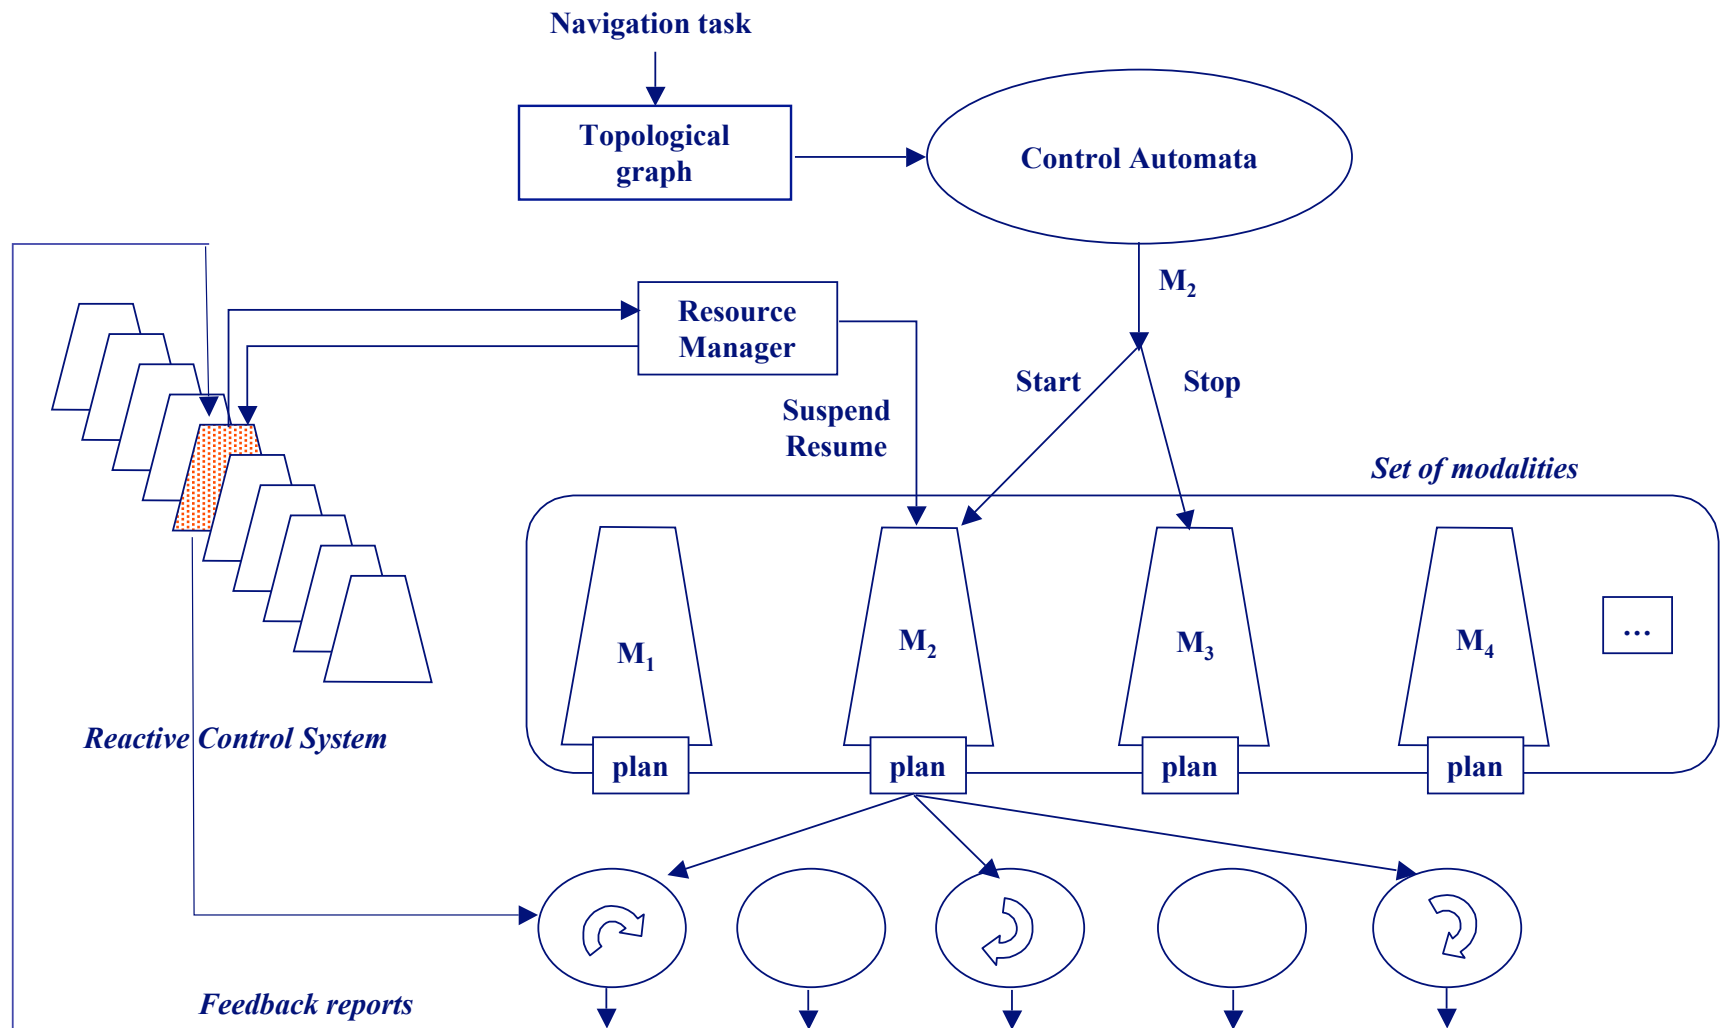 Navigation task
Topological
graph
Control Automata
M₂
Resource
Manager
Start
Stop
Suspend
Resume
Set of modalities
M₁
M₂
M₃
M₄
...
Reactive Control System
plan
plan
plan
plan
Feedback reports